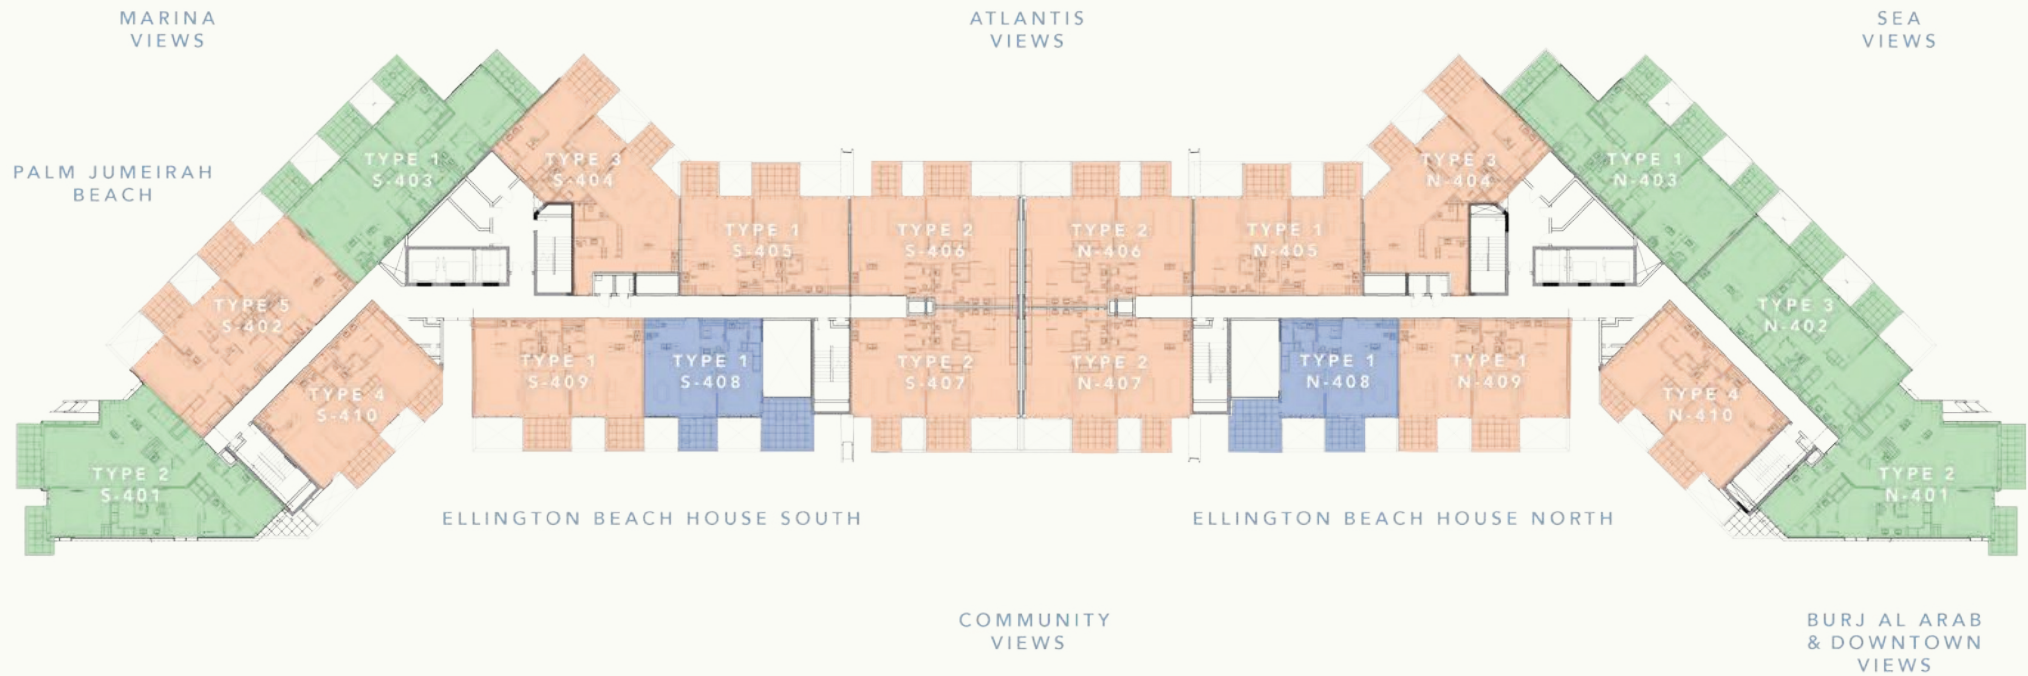 MARINA
VIEWS
ATLANTIS
VIEWS
SEA
VIEWS
PALM JUMEIRAH
BEACH
TYPE 1
S-403
TYPE 3
S-404
TYPE 3
N-404
TYPE 1
N-403
TYPE 1
S-405
TYPE 2
S-406
TYPE 2
N-406
TYPE 1
N-405
TYPE 5
S-402
TYPE 3
N-402
TYPE 4
S-410
TYPE 1
S-409
TYPE 1
S-408
TYPE 2
S-407
TYPE 2
N-407
TYPE 1
N-408
TYPE 1
N-409
TYPE 4
N-410
TYPE 2
S-401
TYPE 2
N-401
ELLINGTON BEACH HOUSE SOUTH
ELLINGTON BEACH HOUSE NORTH
COMMUNITY
VIEWS
BURJ AL ARAB
& DOWNTOWN
VIEWS